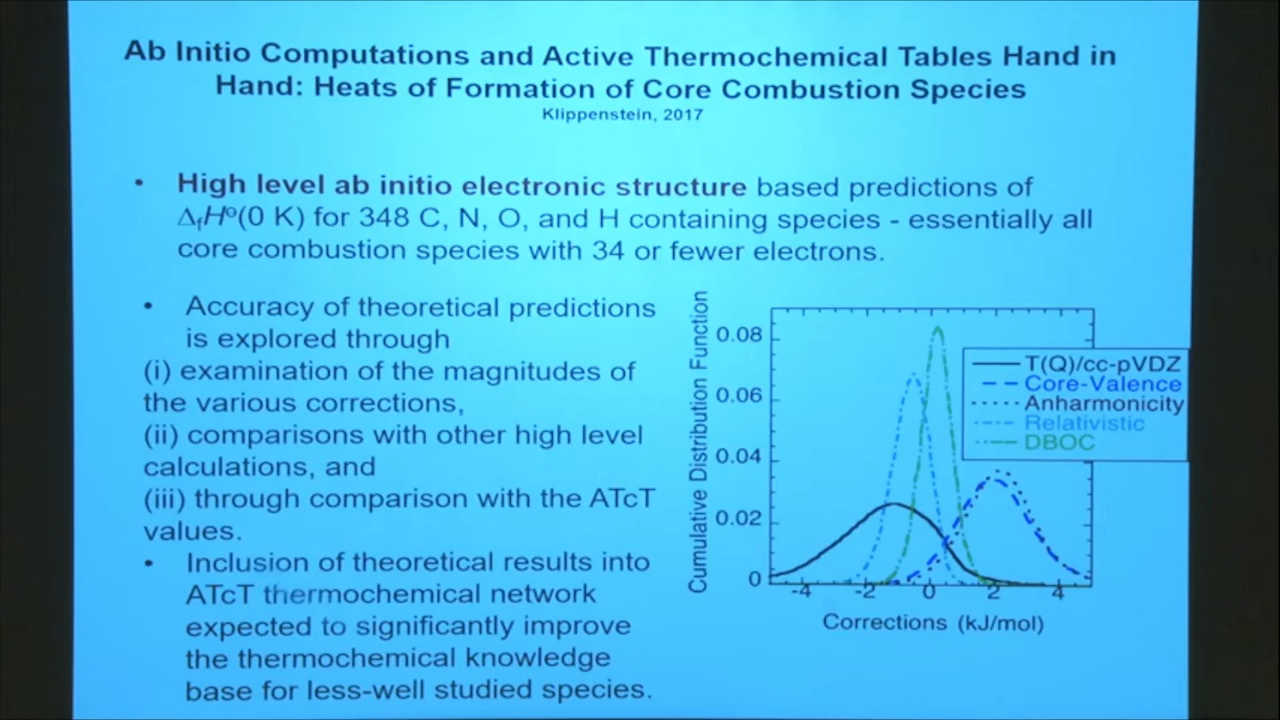 Ab Initio Computations and Active Thermochemical Tables Hand in
Hand: Heats of Formation of Core Combustion Species
Klippenstein, 2017
• High level ab initio electronic structure based predictions of
ΔfHº(0 K) for 348 C, N, O, and H containing species - essentially all
core combustion species with 34 or fewer electrons.
• Accuracy of theoretical predictions
is explored through
(i) examination of the magnitudes of
the various corrections,
(ii) comparisons with other high level
calculations, and
(iii) through comparison with the ATcT
values.
• Inclusion of theoretical results into
ATcT thermochemical network
expected to significantly improve
the thermochemical knowledge
base for less-well studied species.
Cumulative Distribution Function
0.08
0.06
0.04
0.02
0
T(Q)/cc-pVDZ
Core-Valence
Anharmonicity
Relativistic
DBOC
-4 -2 0 2 4
Corrections (kJ/mol)